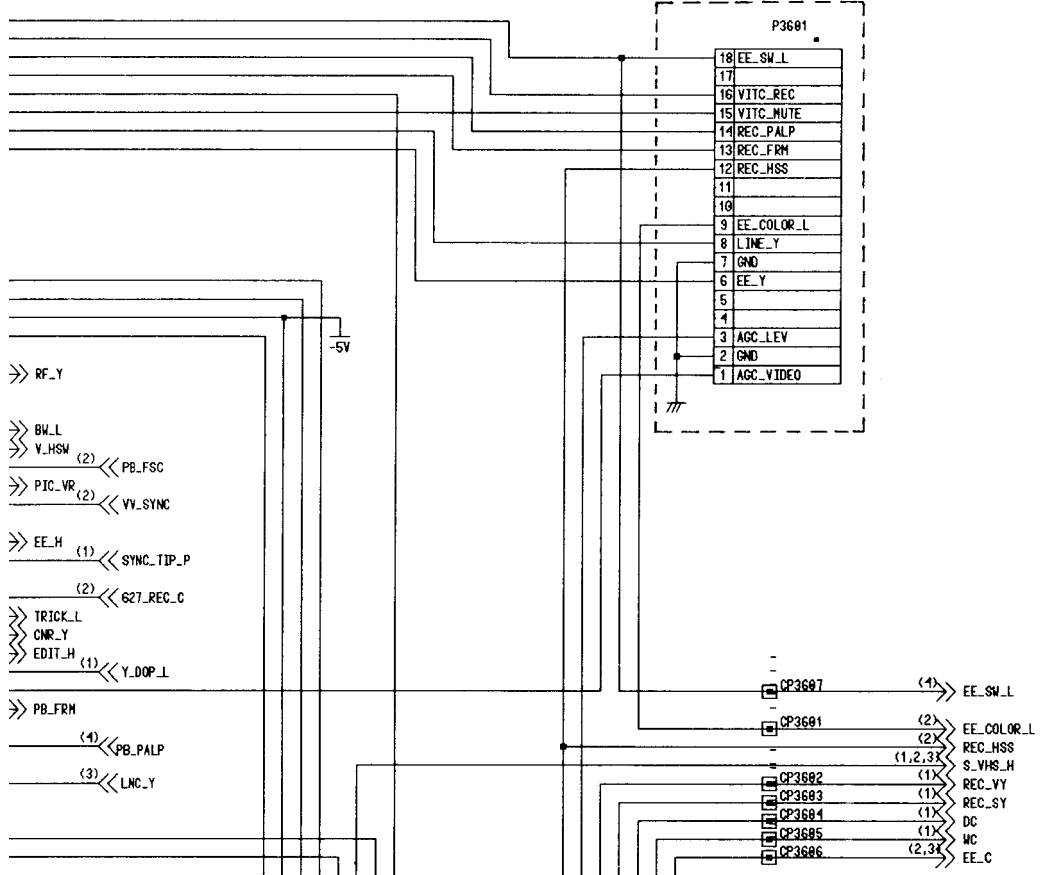 P3601
18 EE_SW_L
17
16 VITC_REC
15 VITC_MUTE
14 REC_PALP
13 REC_FRM
12 REC_HSS
11
10
9 EE_COLOR_L
8 LINE_Y
7 GND
6 EE_Y
5
4
3 AGC_LEV
2 GND
1 AGC_VIDEO
-5V
RF_Y
BW_L
V_HSW
(2) PB_FSC
PIC_VR
(2) VV_SYNC
EE_H
(1) SYNC_TIP_P
(2) 627_REC_C
TRICK_L
CNR_Y
EDIT_H
(1) Y_DOP_L
PB_FRM
(4) PB_PALP
(3) LNC_Y
CP3607 (4) EE_SW_L
CP3601 (2) EE_COLOR_L
(2) REC_HSS
(1,2,3) S_VHS_H
CP3602 (1) REC_VY
CP3603 (1) REC_SY
CP3604 (1) DC
CP3605 (1) WC
CP3606 (2,3) EE_C